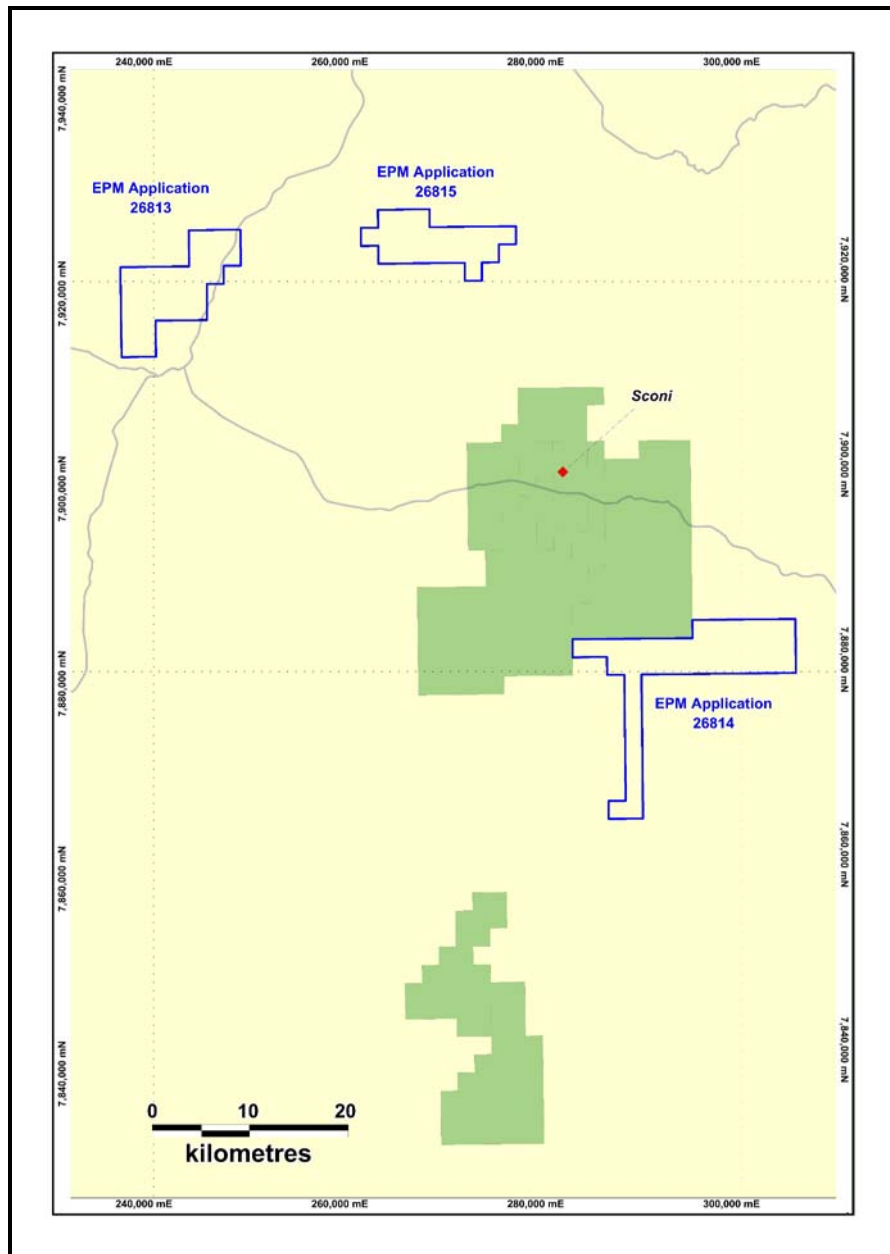 240,000 mE
260,000 mE
280,000 mE
300,000 mE
7,940,000 mN
EPM Application
26813
EPM Application
26815
7,920,000 mN
7,920,000 mN
Sconi
7,900,000 mN
7,900,000 mN
7,880,000 mN
7,880,000 mN
EPM Application
26814
7,860,000 mN
7,860,000 mN
7,840,000 mN
7,840,000 mN
0 10 20
kilometres
240,000 mE
260,000 mE
280,000 mE
300,000 mE